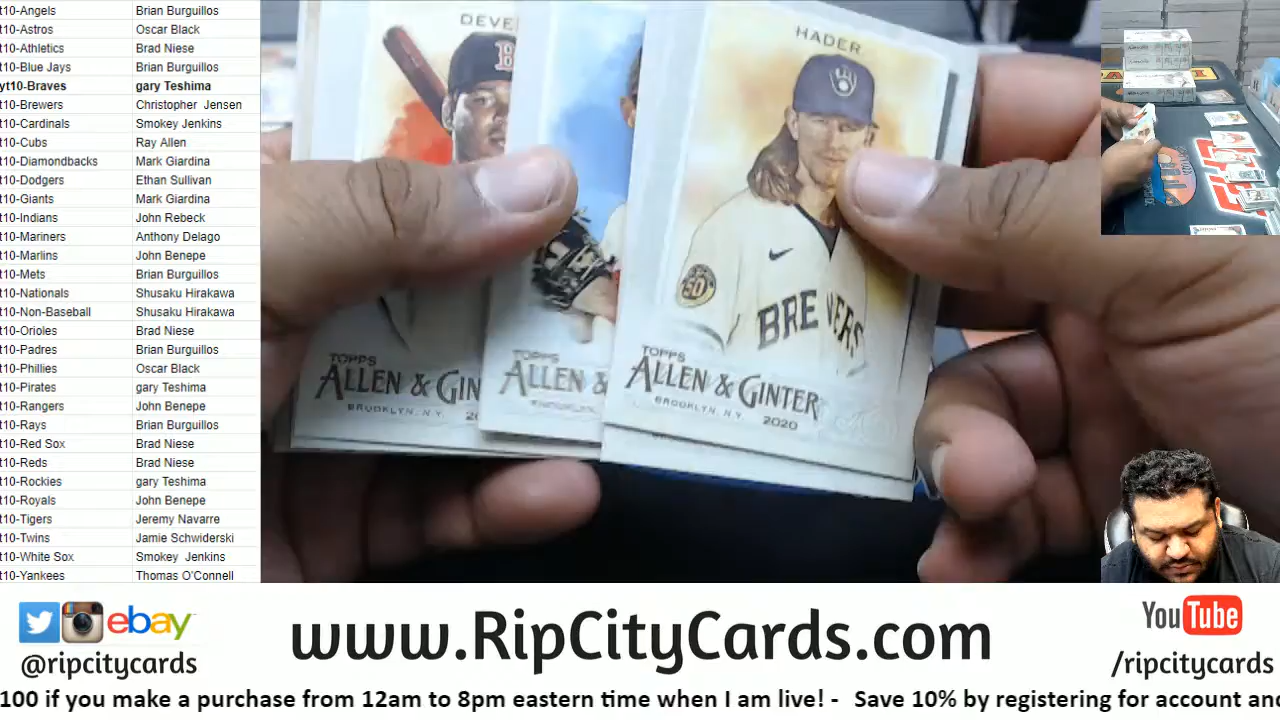 t10-Angels Brian Burguillos
t10-Astros Oscar Black
t10-Athletics Brad Niese
t10-Blue Jays Brian Burguillos
yt10-Braves gary Teshima
t10-Brewers Christopher Jensen
t10-Cardinals Smokey Jenkins
t10-Cubs Ray Allen
t10-Diamondbacks Mark Giardina
t10-Dodgers Ethan Sullivan
t10-Giants Mark Giardina
t10-Indians John Rebeck
t10-Mariners Anthony Delago
t10-Marlins John Benepe
t10-Mets Brian Burguillos
t10-Nationals Shusaku Hirakawa
t10-Non-Baseball Shusaku Hirakawa
t10-Orioles Brad Niese
t10-Padres Brian Burguillos
t10-Phillies Oscar Black
t10-Pirates gary Teshima
t10-Rangers John Benepe
t10-Rays Brian Burguillos
t10-Red Sox Brad Niese
t10-Reds Brad Niese
t10-Rockies gary Teshima
t10-Royals John Benepe
t10-Tigers Jeremy Navarre
t10-Twins Jamie Schwiderski
t10-White Sox Smokey Jenkins
t10-Yankees Thomas O'Connell
DEVE
B
TOPPS
ALLEN & GIN
BROOKLYN, N.Y. 20
TOPPS
ALLEN &
BROOKLYN,
HADER
50
BREWERS
TOPPS
ALLEN & GINTER
BROOKLYN, N.Y. 2020
ebay
@ripcitycards
www.RipCityCards.com
YouTube
/ripcitycards
100 if you make a purchase from 12am to 8pm eastern time when I am live! - Save 10% by registering for account and